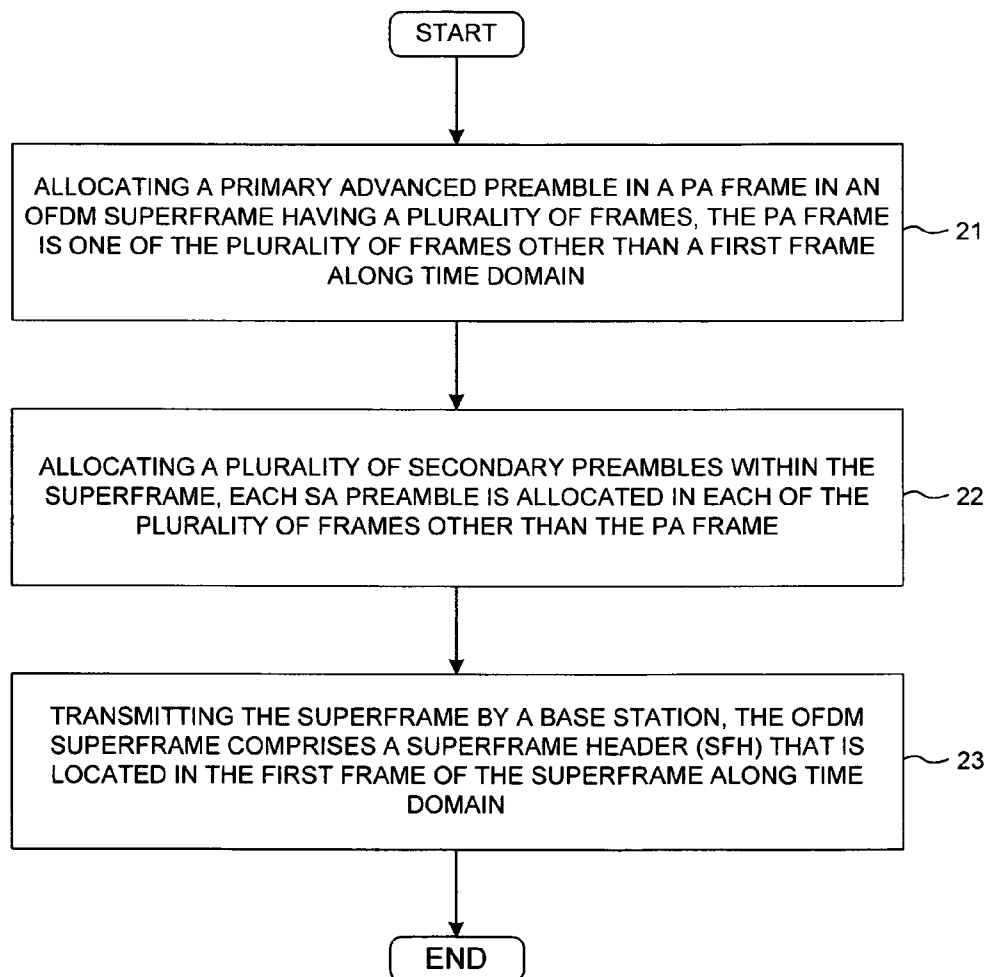 START
ALLOCATING A PRIMARY ADVANCED PREAMBLE IN A PA FRAME IN AN
OFDM SUPERFRAME HAVING A PLURALITY OF FRAMES, THE PA FRAME
IS ONE OF THE PLURALITY OF FRAMES OTHER THAN A FIRST FRAME
ALONG TIME DOMAIN
21
ALLOCATING A PLURALITY OF SECONDARY PREAMBLES WITHIN THE
SUPERFRAME, EACH SA PREAMBLE IS ALLOCATED IN EACH OF THE
PLURALITY OF FRAMES OTHER THAN THE PA FRAME
22
TRANSMITTING THE SUPERFRAME BY A BASE STATION, THE OFDM
SUPERFRAME COMPRISES A SUPERFRAME HEADER (SFH) THAT IS
LOCATED IN THE FIRST FRAME OF THE SUPERFRAME ALONG TIME
DOMAIN
23
END